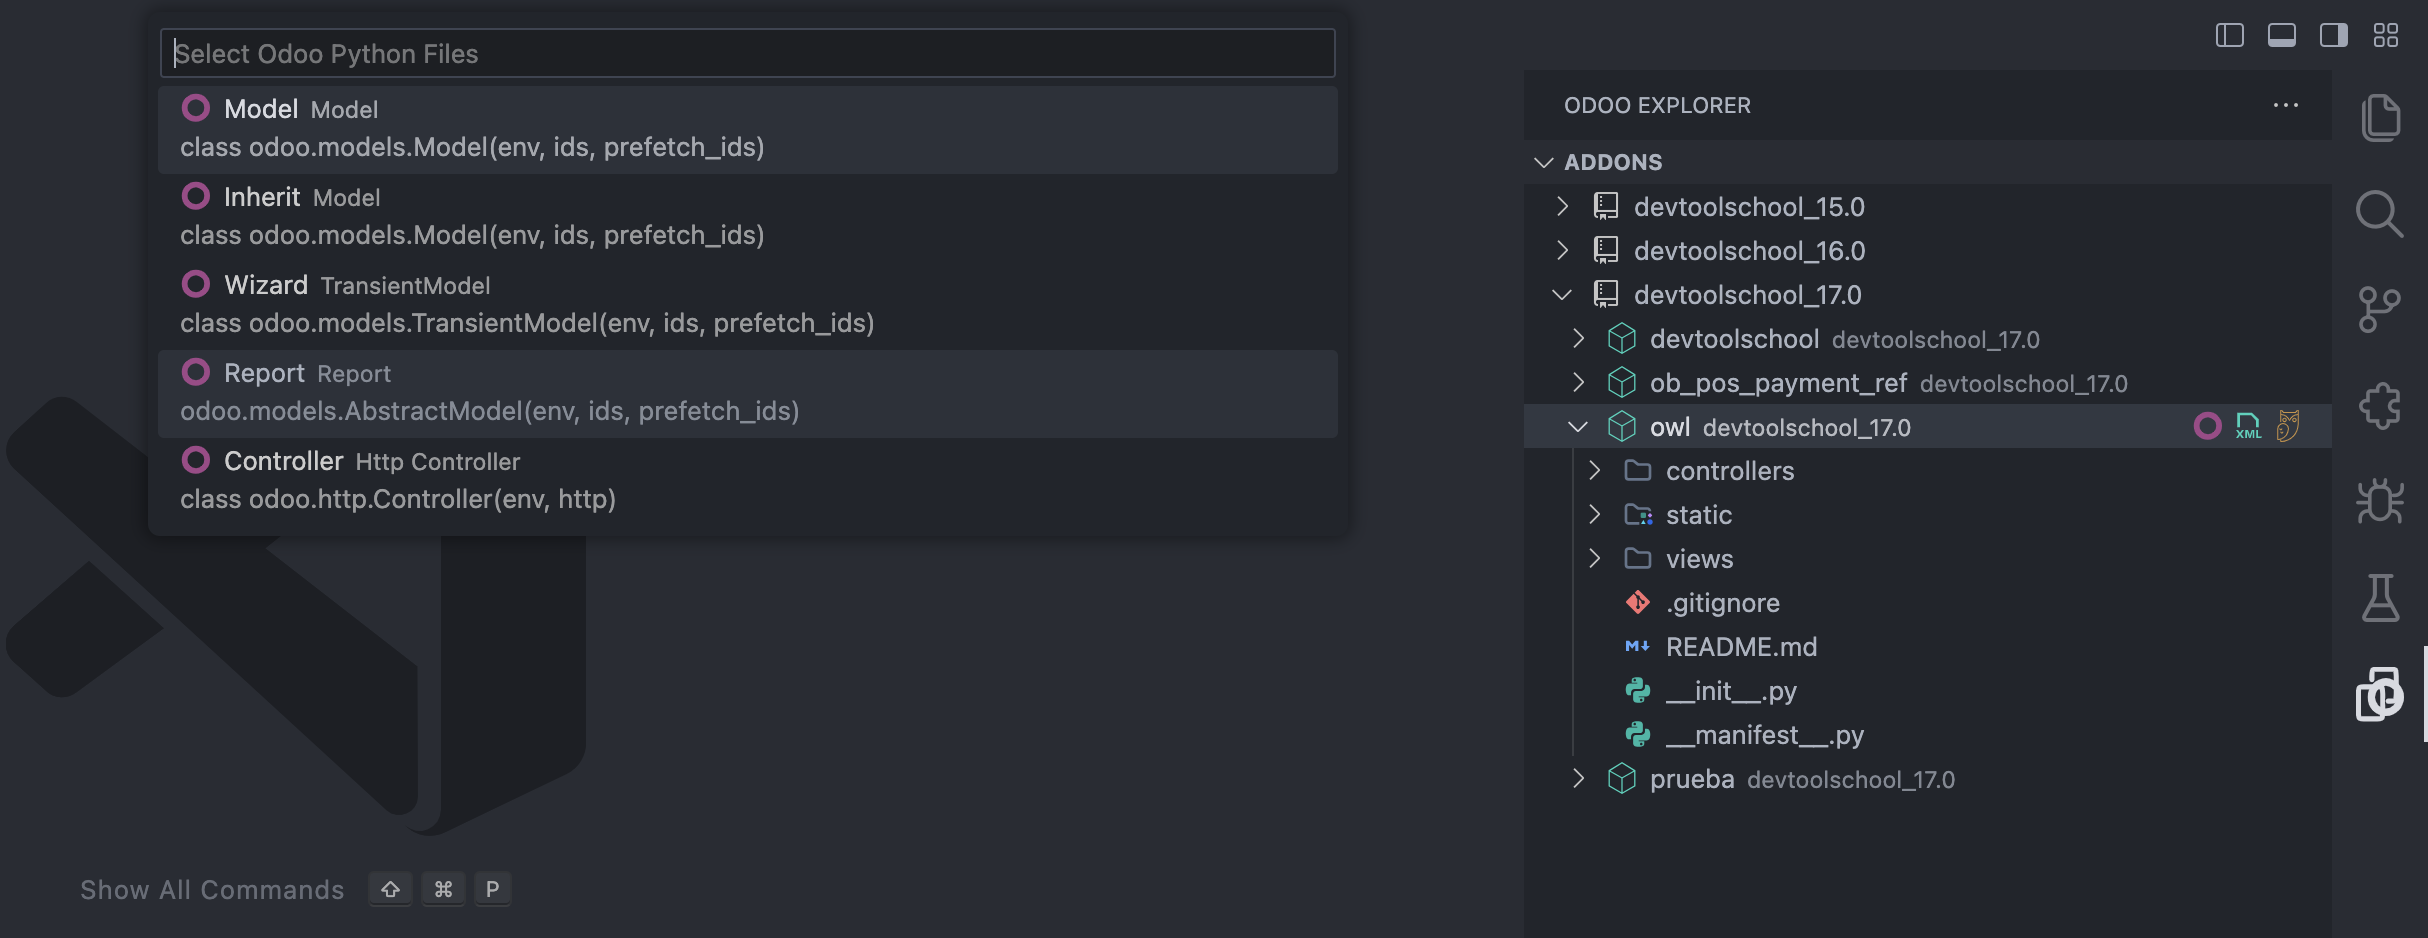 Select Odoo Python Files
Model Model
class odoo.models.Model(env, ids, prefetch_ids)
Inherit Model
class odoo.models.Model(env, ids, prefetch_ids)
Wizard TransientModel
class odoo.models.TransientModel(env, ids, prefetch_ids)
Report Report
odoo.models.AbstractModel(env, ids, prefetch_ids)
Controller Http Controller
class odoo.http.Controller(env, http)
Show All Commands ⇧ ⌘ P
ODOO EXPLORER
ADDONS
devtoolschool_15.0
devtoolschool_16.0
devtoolschool_17.0
devtoolschool devtoolschool_17.0
ob_pos_payment_ref devtoolschool_17.0
owl devtoolschool_17.0 XML
controllers
static
views
.gitignore
M↓ README.md
__init__.py
__manifest__.py
prueba devtoolschool_17.0